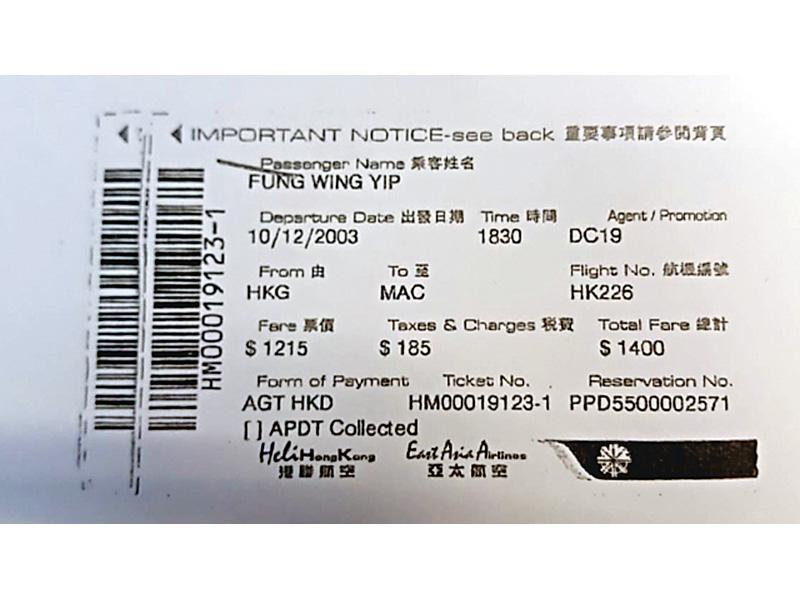 IMPORTANT NOTICE-see back 重要事項請參閱背頁
Passenger Name 乘客姓名
FUNG WING YIP
Departure Date 出發日期 Time 時間 Agent / Promotion
10/12/2003 1830 DC19
From 由 To 至 Flight No. 航機編號
HKG MAC HK226
Fare 票價 Taxes & Charges 稅費 Total Fare 總計
$ 1215 $ 185 $ 1400
Form of Payment Ticket No. Reservation No.
AGT HKD HM00019123-1 PPD5500002571
[ ] APDT Collected
HeliHongKong East Asia Airlines
港聯航空 亞太航空
HM00019123-1